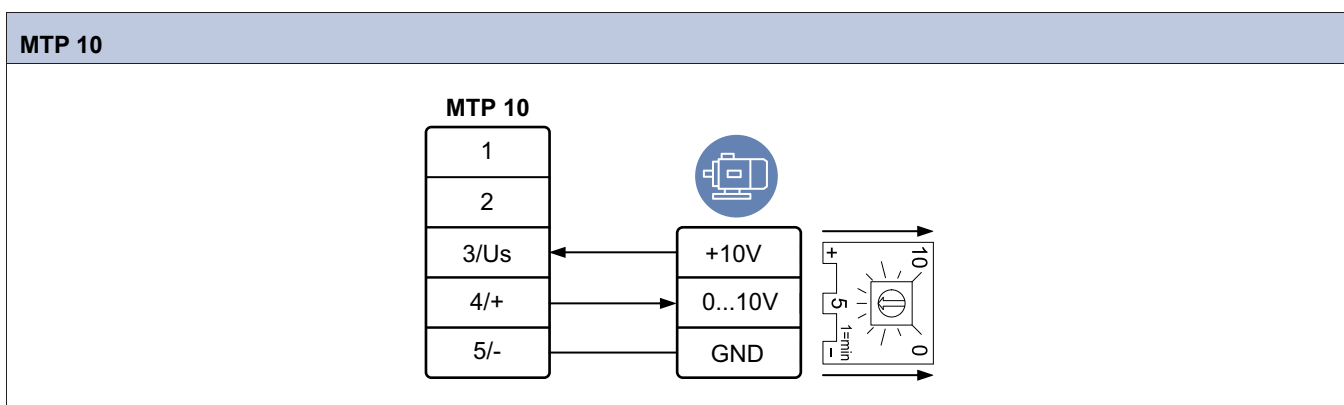 MTP 10
MTP 10
1
2
3/Us
4/+
5/-
+10V
0...10V
GND
+
10
5
1=min
-
0